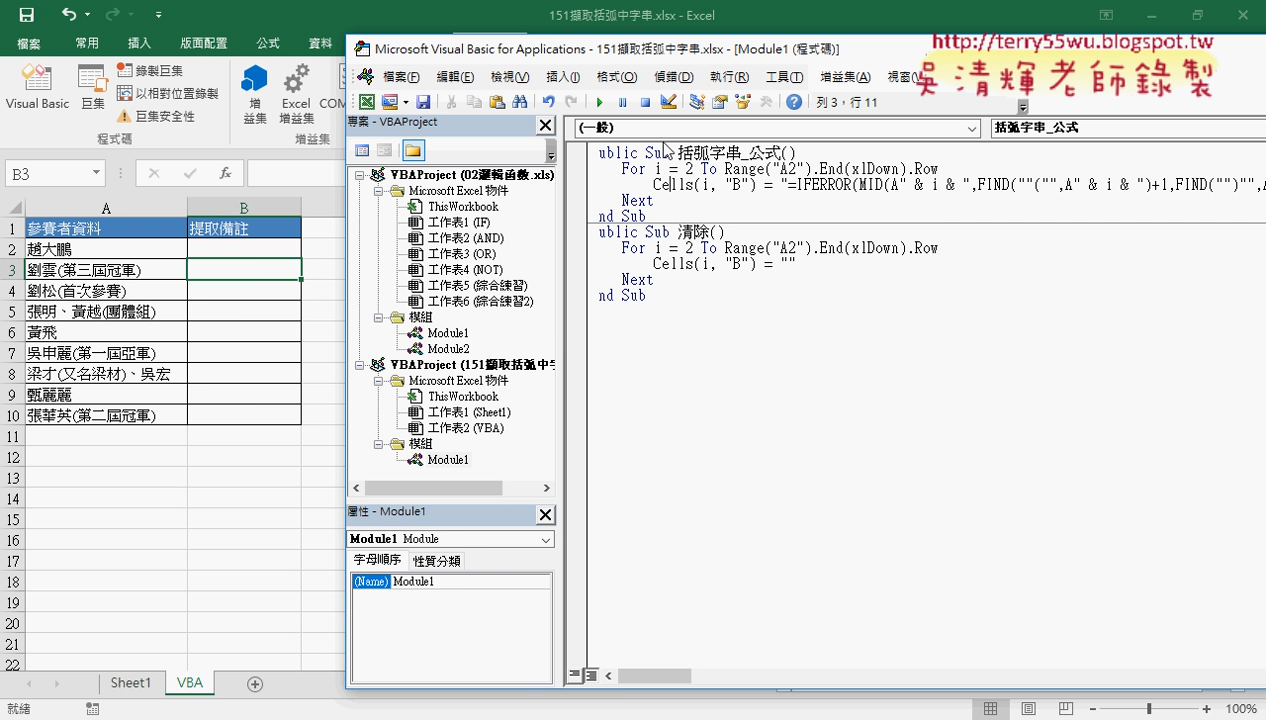 151擷取括弧中字串.xlsx - Excel
檔案 常用 插入 版面配置 公式 資料
Visual Basic
巨集
錄製巨集
以相對位置錄製
巨集安全性
程式碼
增益集
Excel 增益集
COM
增益集
B3
fx
A B
1 參賽者資料 提取備註
2 趙大鵬
3 劉雲(第三屆冠軍)
4 劉松(首次參賽)
5 張明、黃越(團體組)
6 黃飛
7 吳申麗(第一屆亞軍)
8 梁才(又名梁材)、吳宏
9 甄麗麗
10 張華英(第二屆冠軍)
11
12
13
14
15
16
17
18
19
20
21
22
Sheet1 VBA
就緒
100%
Microsoft Visual Basic for Applications - 151擷取括弧中字串.xlsx - [Module1 (程式碼)]
http://terry55wu.blogspot.tw
吳清輝老師錄製
檔案(F) 編輯(E) 檢視(V) 插入(I) 格式(O) 偵錯(D) 執行(R) 工具(T) 增益集(A) 視窗(
列 3，行 11
專案 - VBAProject
VBAProject (02邏輯函數.xls)
Microsoft Excel 物件
ThisWorkbook
工作表1 (IF)
工作表2 (AND)
工作表3 (OR)
工作表4 (NOT)
工作表5 (綜合練習)
工作表6 (綜合練習2)
模組
Module1
Module2
VBAProject (151擷取括弧中字
Microsoft Excel 物件
ThisWorkbook
工作表1 (Sheet1)
工作表2 (VBA)
模組
Module1
屬性 - Module1
Module1 Module
字母順序 性質分類
(Name) Module1
(一般) 括弧字串_公式
ublic Sub 括弧字串_公式()
For i = 2 To Range("A2").End(xlDown).Row
Cells(i, "B") = "=IFERROR(MID(A" & i & ",FIND(""("",A" & i & ")+1,FIND("")"",A
Next
nd Sub
ublic Sub 清除()
For i = 2 To Range("A2").End(xlDown).Row
Cells(i, "B") = ""
Next
nd Sub